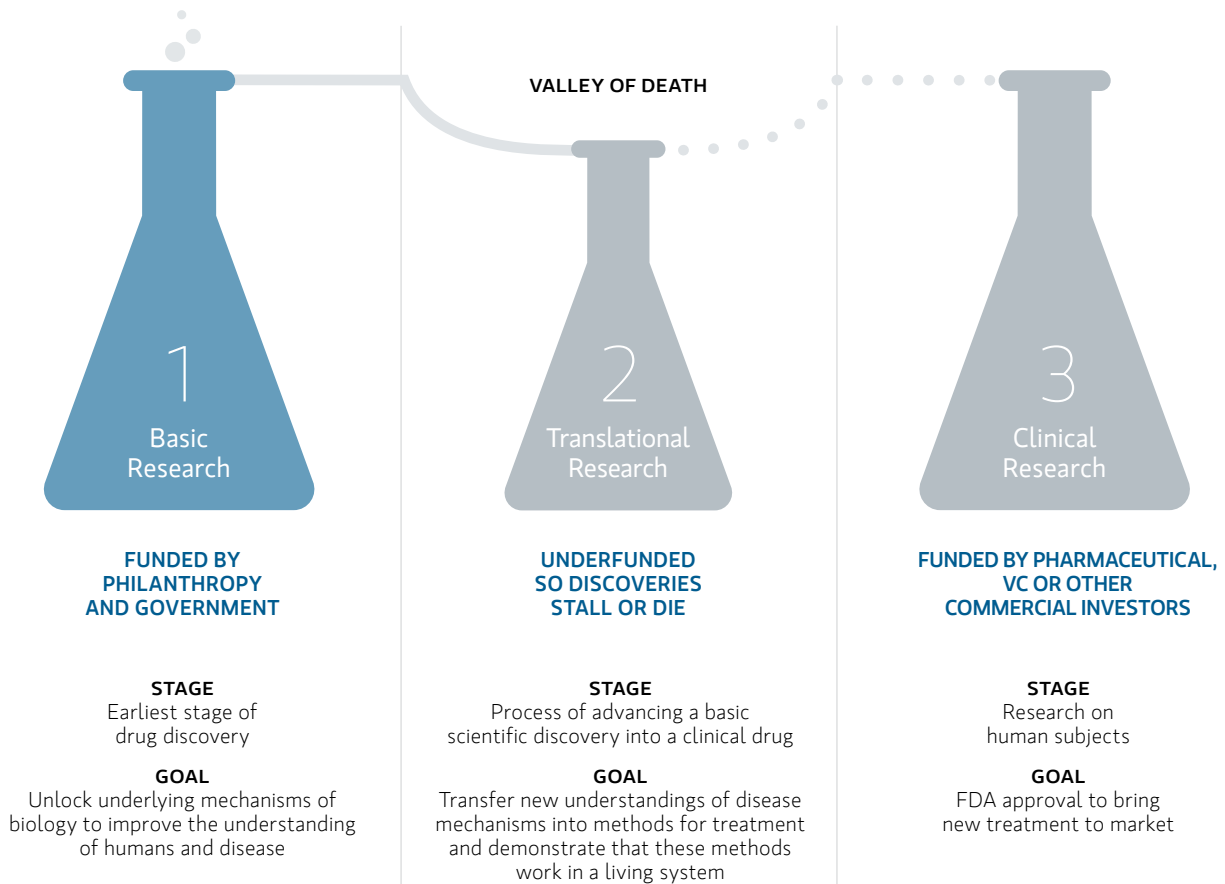 VALLEY OF DEATH
1
Basic
Research
FUNDED BY
PHILANTHROPY
AND GOVERNMENT
STAGE
Earliest stage of
drug discovery
GOAL
Unlock underlying mechanisms of
biology to improve the understanding
of humans and disease
2
Translational
Research
UNDERFUNDED
SO DISCOVERIES
STALL OR DIE
STAGE
Process of advancing a basic
scientific discovery into a clinical drug
GOAL
Transfer new understandings of disease
mechanisms into methods for treatment
and demonstrate that these methods
work in a living system
3
Clinical
Research
FUNDED BY PHARMACEUTICAL,
VC OR OTHER
COMMERCIAL INVESTORS
STAGE
Research on
human subjects
GOAL
FDA approval to bring
new treatment to market